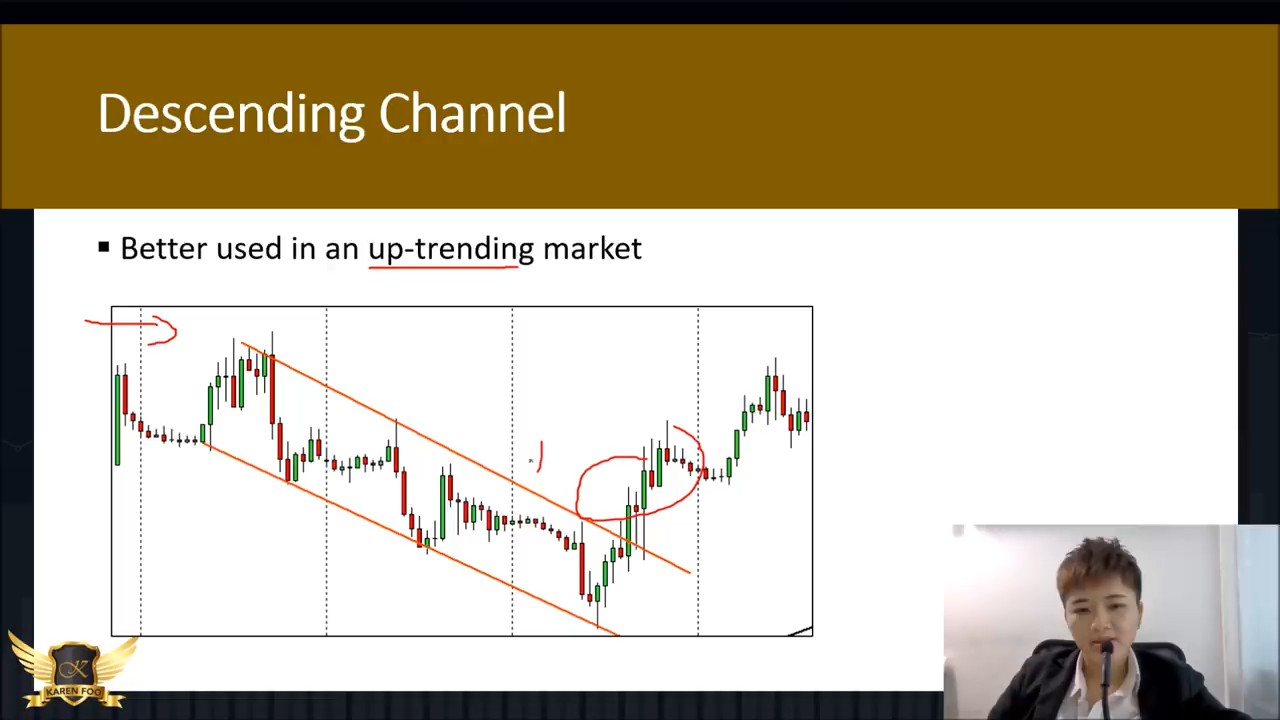 Descending Channel
▪ Better used in an up-trending market
K
KAREN FOO